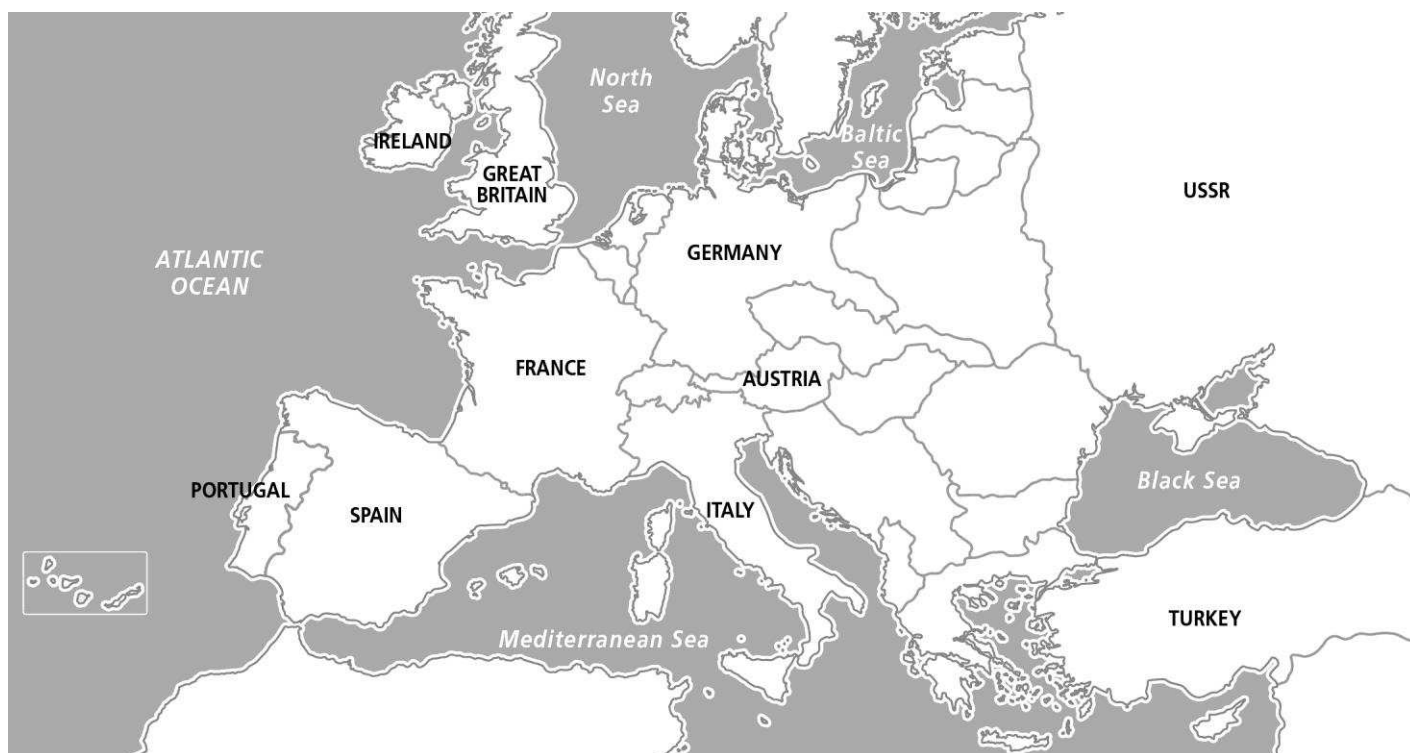 North
Sea
IRELAND
Baltic
Sea
GREAT
BRITAIN
USSR
ATLANTIC
OCEAN
GERMANY
FRANCE
AUSTRIA
Black Sea
PORTUGAL
SPAIN
ITALY
Mediterranean Sea
TURKEY